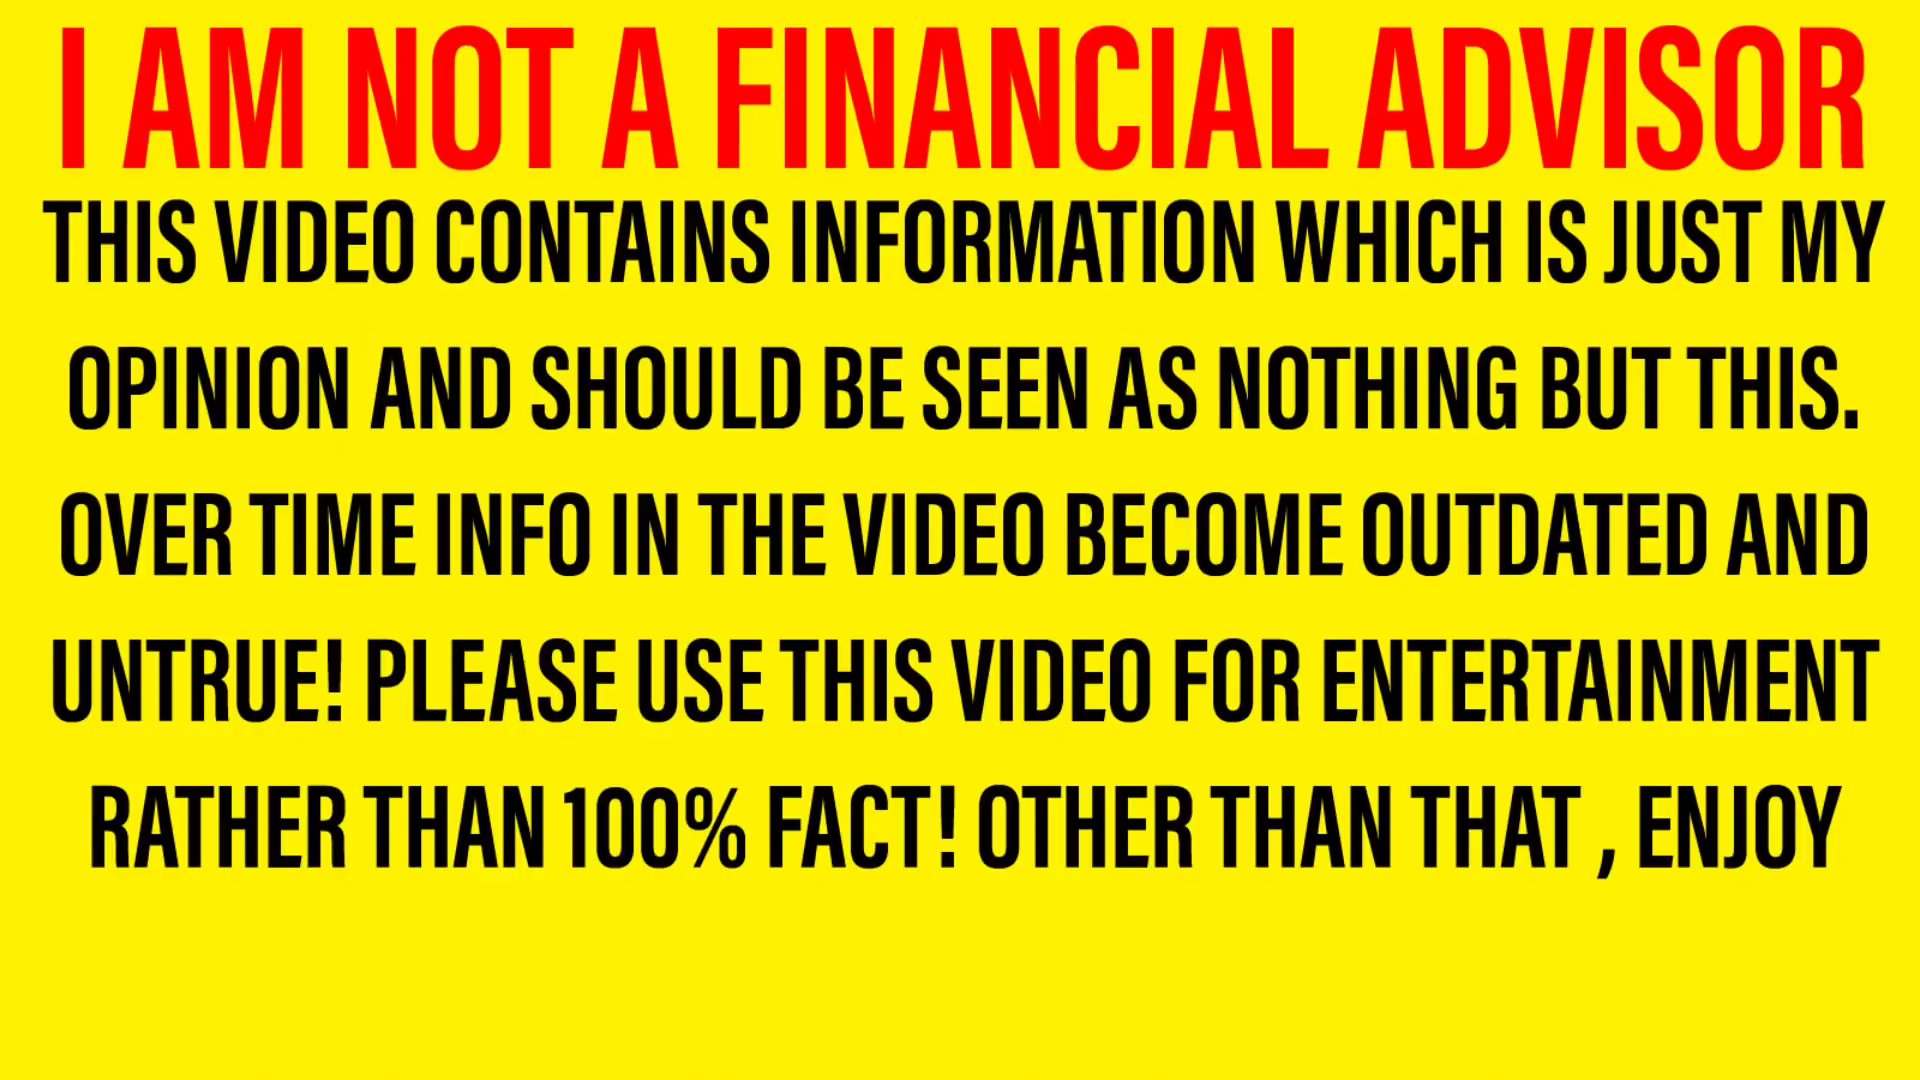 I AM NOT A FINANCIAL ADVISOR
THIS VIDEO CONTAINS INFORMATION WHICH IS JUST MY
OPINION AND SHOULD BE SEEN AS NOTHING BUT THIS.
OVER TIME INFO IN THE VIDEO BECOME OUTDATED AND
UNTRUE! PLEASE USE THIS VIDEO FOR ENTERTAINMENT
RATHER THAN 100% FACT! OTHER THAN THAT , ENJOY